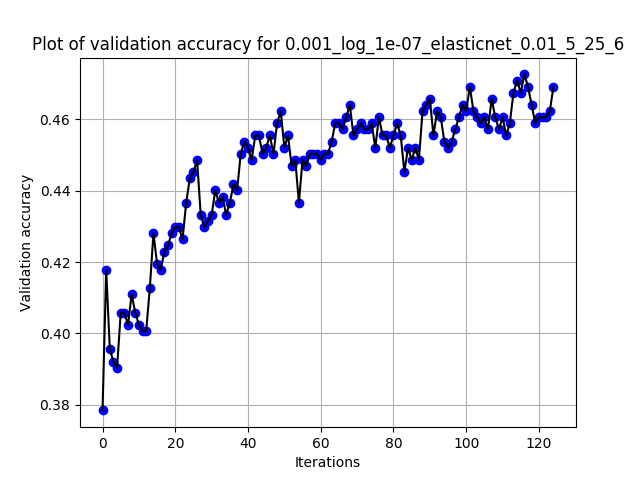 Plot of validation accuracy for 0.001_log_1e-07_elasticnet_0.01_5_25_6
0.46
0.44
0.42
0.40
0.38
Validation accuracy
0 20 40 60 80 100 120
Iterations